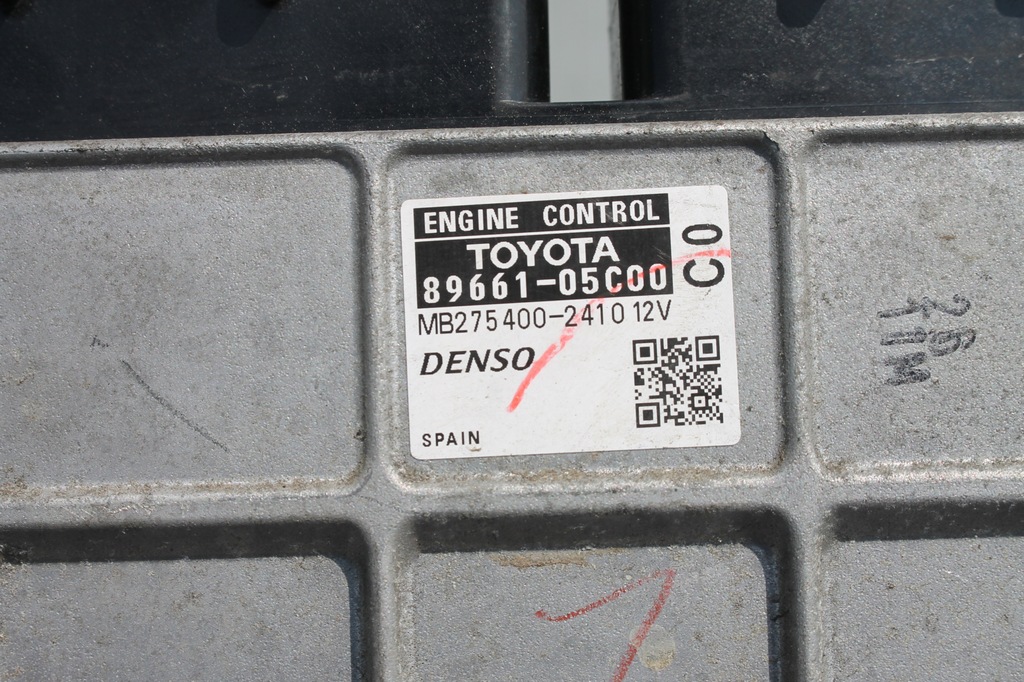 ENGINE CONTROL
TOYOTA
89661-05C00
C0
MB275400-2410 12V
DENSO
SPAIN